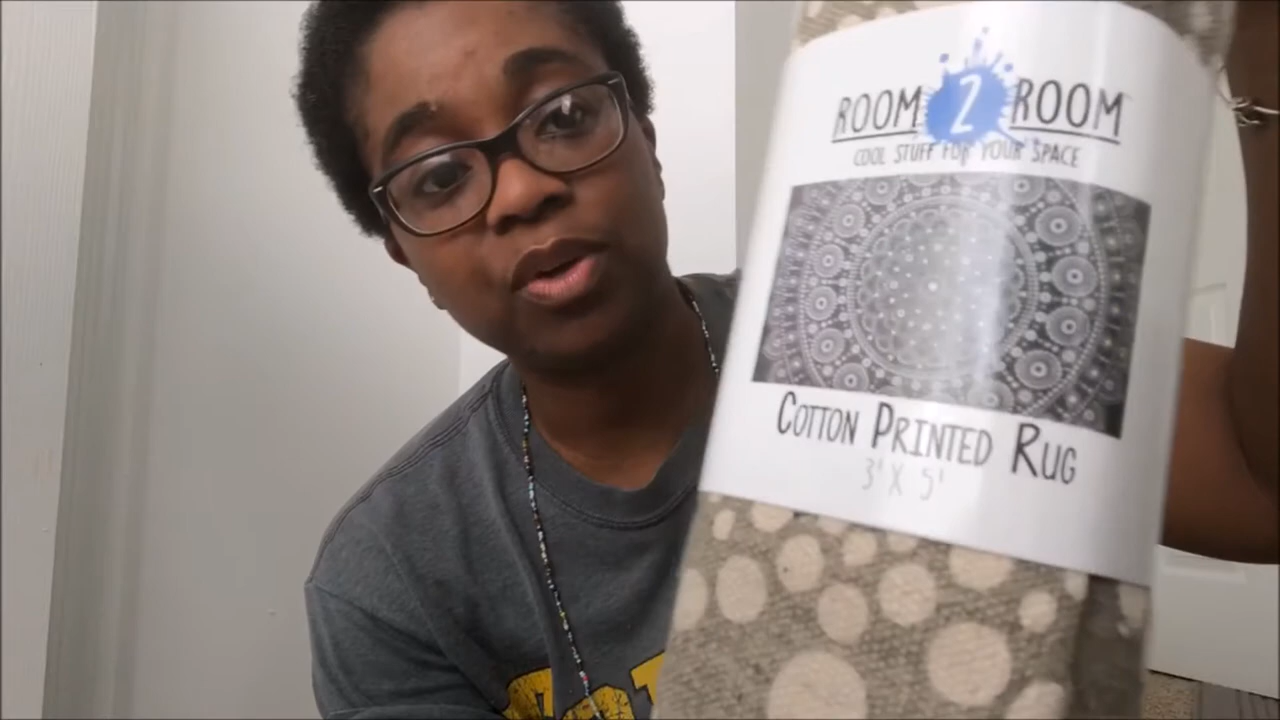 ROOM 2 ROOM
COOL STUFF FOR YOUR SPACE
COTTON PRINTED RUG
3' X 5'